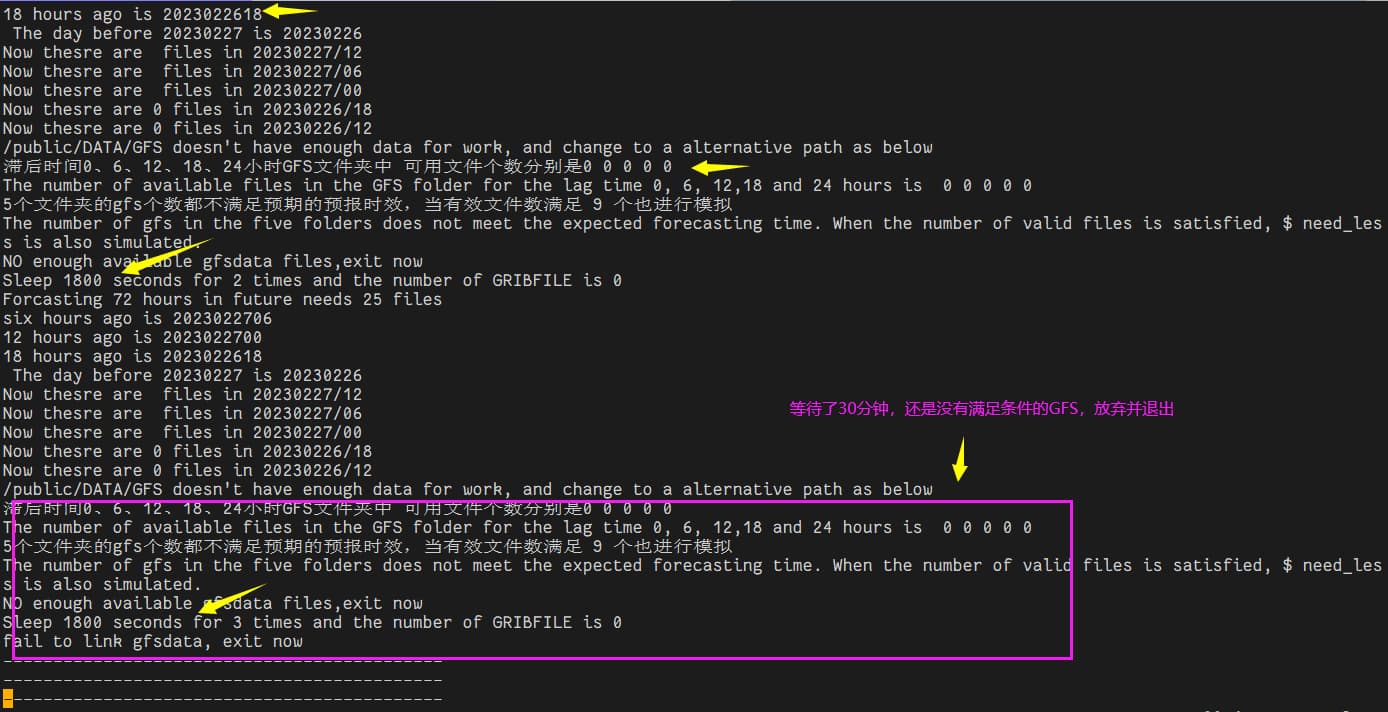 18 hours ago is 2023022618
The day before 20230227 is 20230226
Now thesre are  files in 20230227/12
Now thesre are  files in 20230227/06
Now thesre are  files in 20230227/00
Now thesre are 0 files in 20230226/18
Now thesre are 0 files in 20230226/12
/public/DATA/GFS doesn't have enough data for work, and change to a alternative path as below
滞后时间0、6、12、18、24小时GFS文件夹中 可用文件个数分别是0 0 0 0 0
The number of available files in the GFS folder for the lag time 0, 6, 12,18 and 24 hours is  0 0 0 0 0
5个文件夹的gfs个数都不满足预期的预报时效，当有效文件数满足 9 个也进行模拟
The number of gfs in the five folders does not meet the expected forecasting time. When the number of valid files is satisfied, $ need_les
s is also simulated.
NO enough available gfsdata files,exit now
Sleep 1800 seconds for 2 times and the number of GRIBFILE is 0
Forcasting 72 hours in future needs 25 files
six hours ago is 2023022706
12 hours ago is 2023022700
18 hours ago is 2023022618
The day before 20230227 is 20230226
Now thesre are  files in 20230227/12
Now thesre are  files in 20230227/06
等待了30分钟，还是没有满足条件的GFS，放弃并退出
Now thesre are  files in 20230227/00
Now thesre are 0 files in 20230226/18
Now thesre are 0 files in 20230226/12
/public/DATA/GFS doesn't have enough data for work, and change to a alternative path as below
滞后时间0、6、12、18、24小时GFS文件夹中 可用文件个数分别是0 0 0 0 0
The number of available files in the GFS folder for the lag time 0, 6, 12,18 and 24 hours is  0 0 0 0 0
5个文件夹的gfs个数都不满足预期的预报时效，当有效文件数满足 9 个也进行模拟
The number of gfs in the five folders does not meet the expected forecasting time. When the number of valid files is satisfied, $ need_les
s is also simulated.
NO enough available gfsdata files,exit now
Sleep 1800 seconds for 3 times and the number of GRIBFILE is 0
fail to link gfsdata, exit now
--------------------------------------------
--------------------------------------------
--------------------------------------------